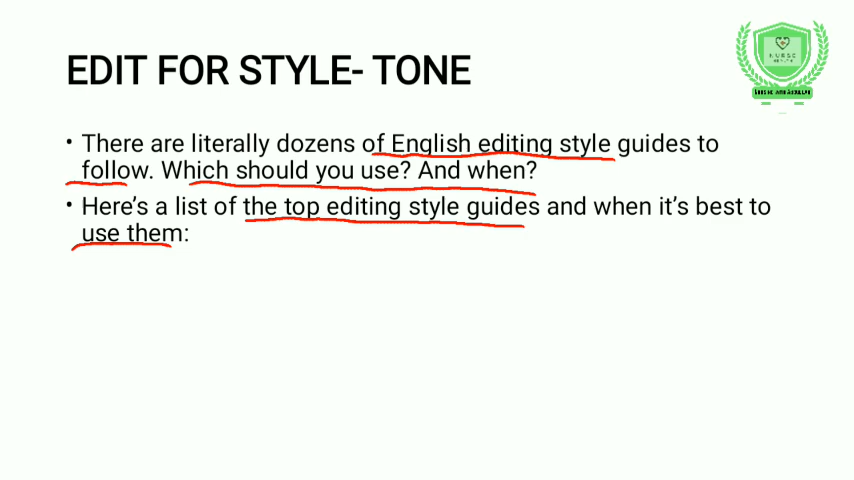 EDIT FOR STYLE- TONE
• There are literally dozens of English editing style guides to
follow. Which should you use? And when?
• Here’s a list of the top editing style guides and when it’s best to
use them:
NURSE